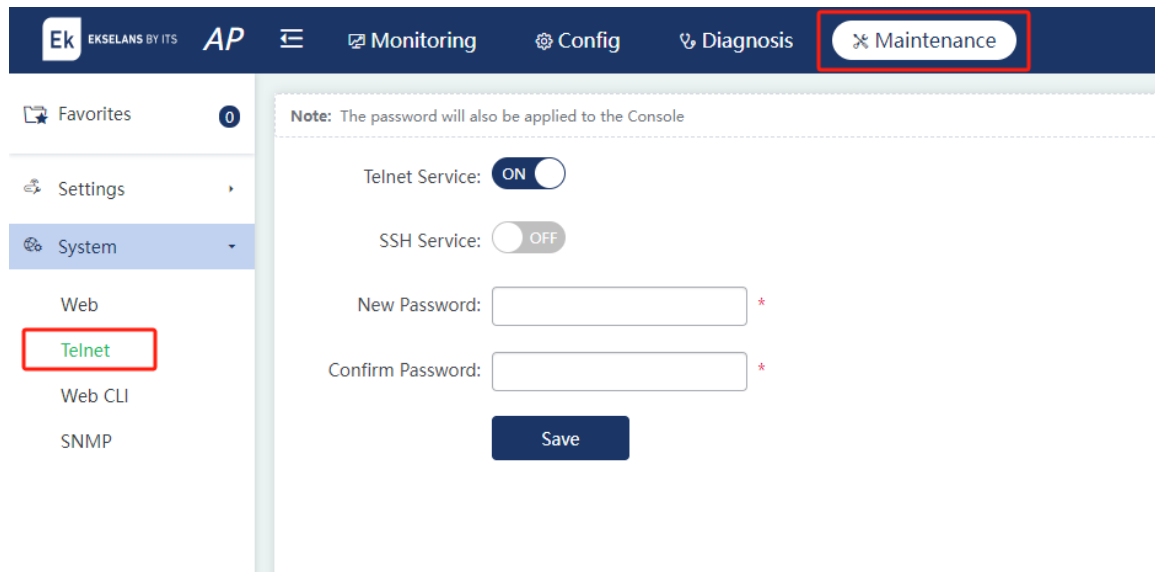 Ek EKSELANS BY ITS AP Monitoring Config Diagnosis Maintenance
Favorites 0
Note: The password will also be applied to the Console
Telnet Service: ON
Settings
SSH Service: OFF
System
New Password: *
Web
Telnet
Confirm Password: *
Web CLI
Save
SNMP